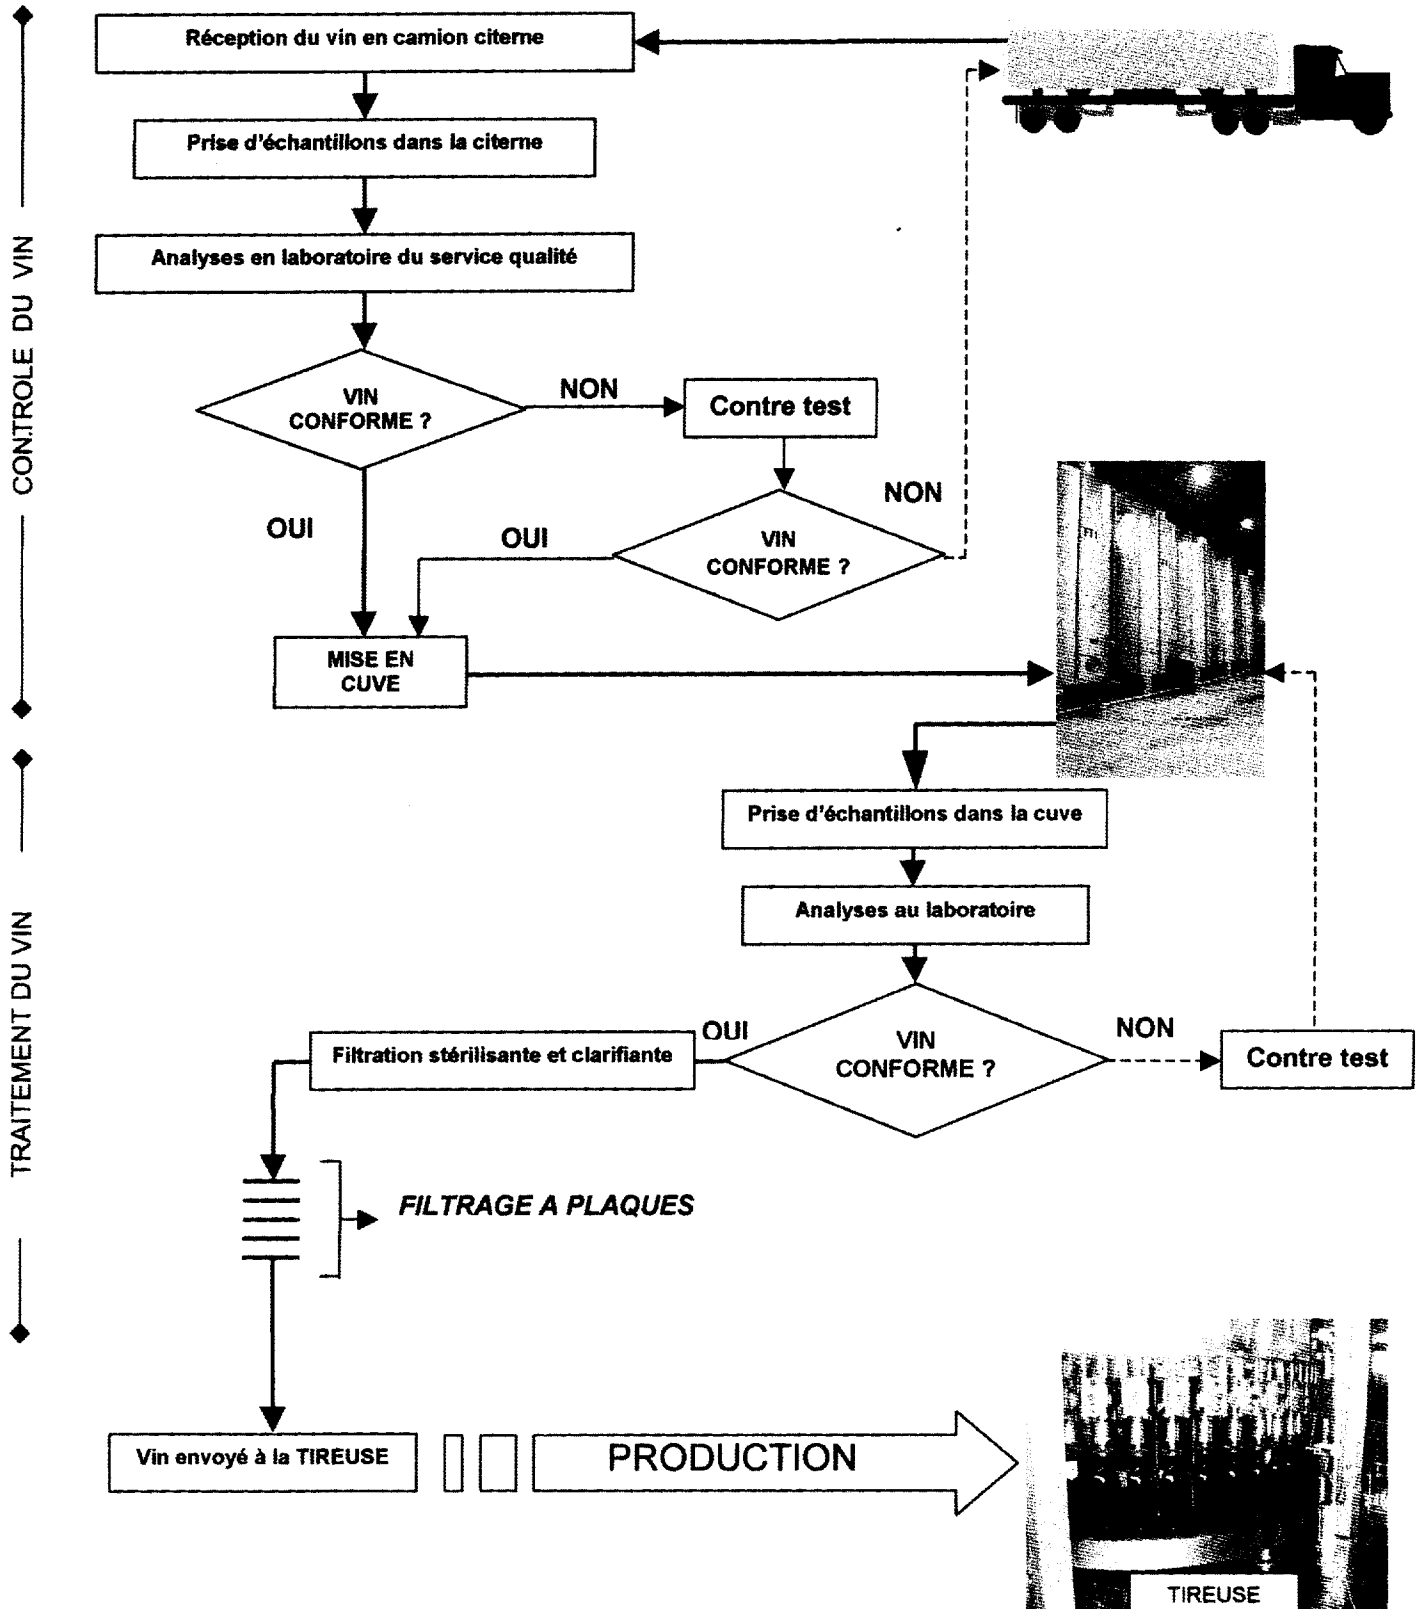 Réception du vin en camion citerne
Prise d'échantillons dans la citerne
Analyses en laboratoire du service qualité
VIN
CONFORME ?
NON
Contre test
OUI
OUI
VIN
CONFORME ?
NON
MISE EN
CUVE
CONTROLE DU VIN
Prise d'échantillons dans la cuve
Analyses au laboratoire
VIN
CONFORME ?
OUI
NON
Contre test
Filtration stérilisante et clarifiante
FILTRAGE A PLAQUES
TRAITEMENT DU VIN
Vin envoyé à la TIREUSE
PRODUCTION
TIREUSE